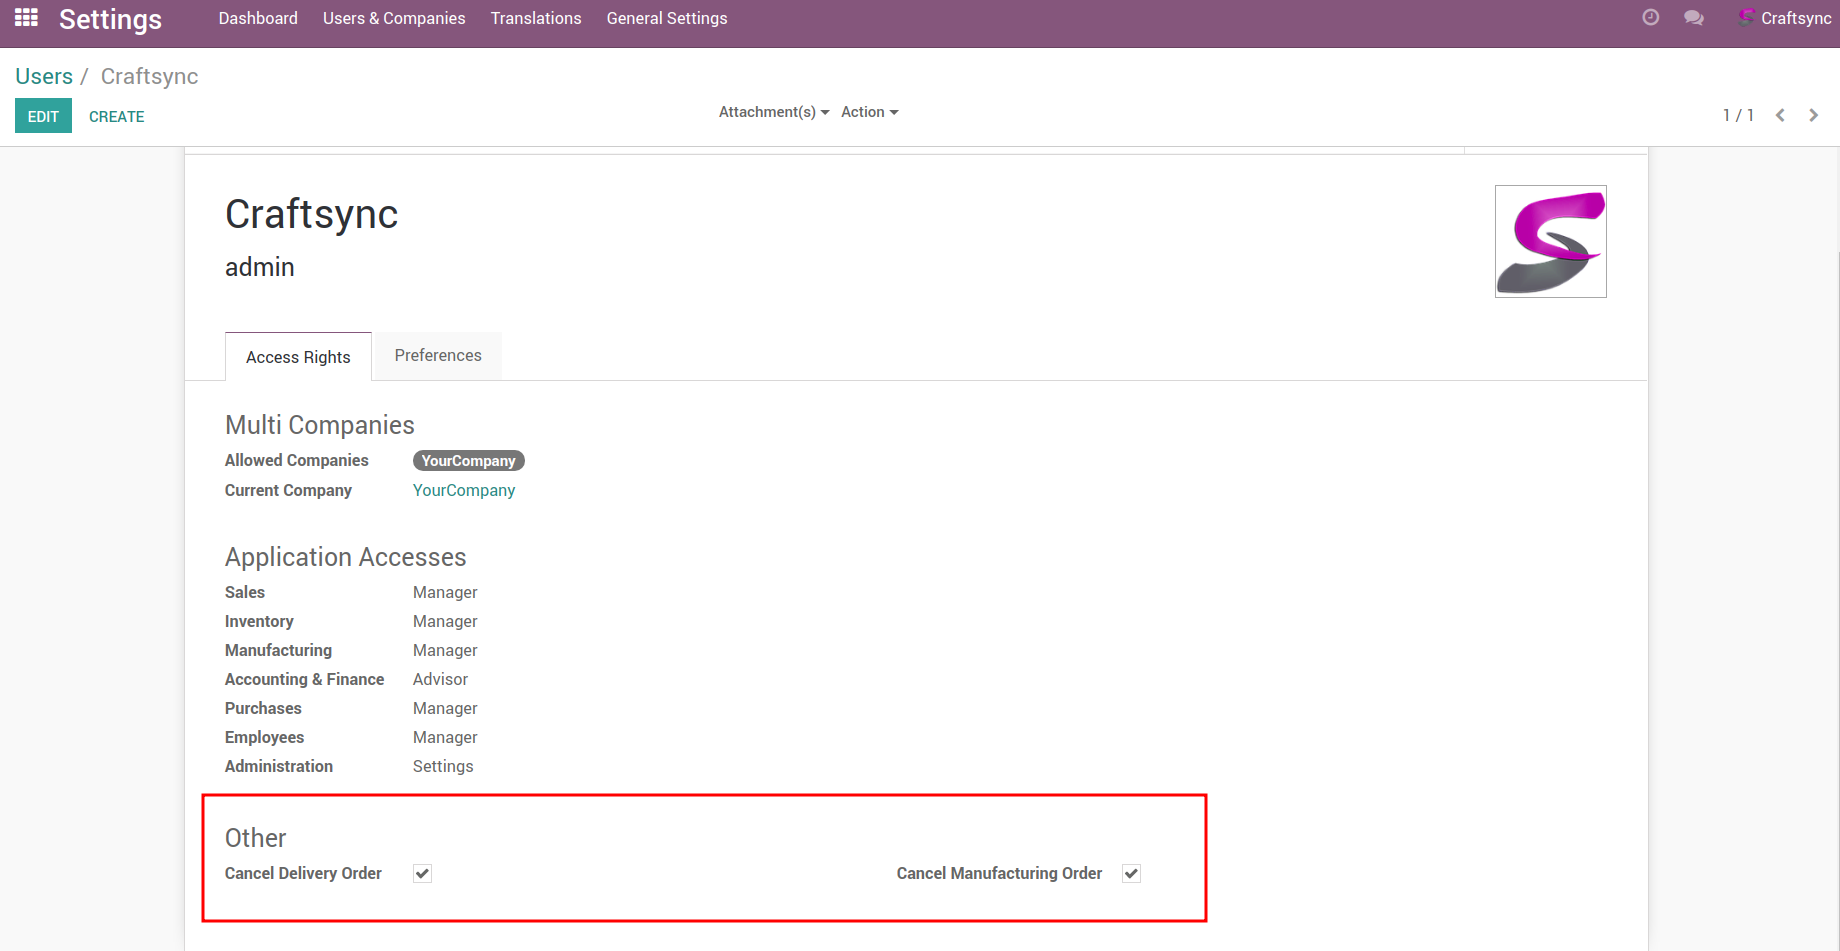 Settings Dashboard Users & Companies Translations General Settings Craftsync
Users / Craftsync
EDIT CREATE Attachment(s) Action 1 / 1
Craftsync
admin
Access Rights Preferences
Multi Companies
Allowed Companies YourCompany
Current Company YourCompany
Application Accesses
Sales Manager
Inventory Manager
Manufacturing Manager
Accounting & Finance Advisor
Purchases Manager
Employees Manager
Administration Settings
Other
Cancel Delivery Order Cancel Manufacturing Order